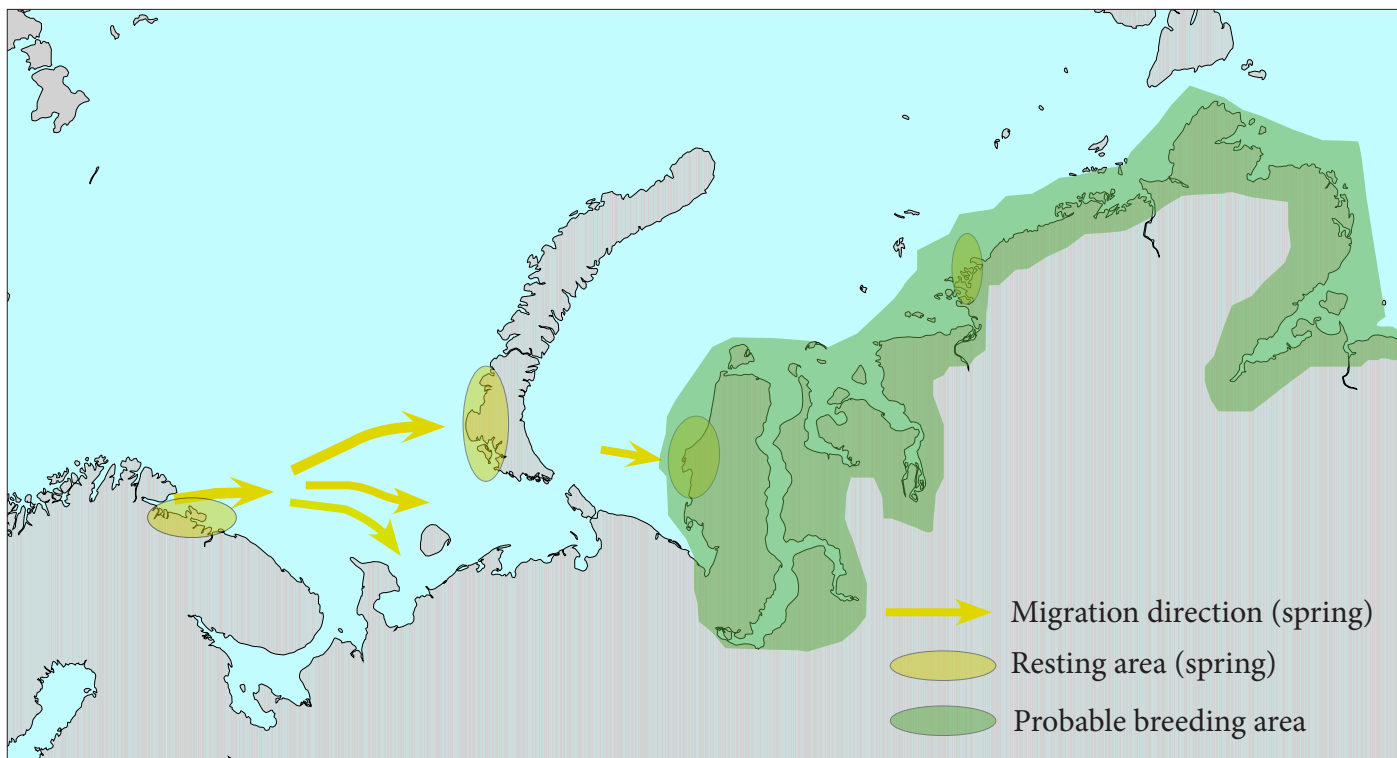 Migration direction (spring)
Resting area (spring)
Probable breeding area